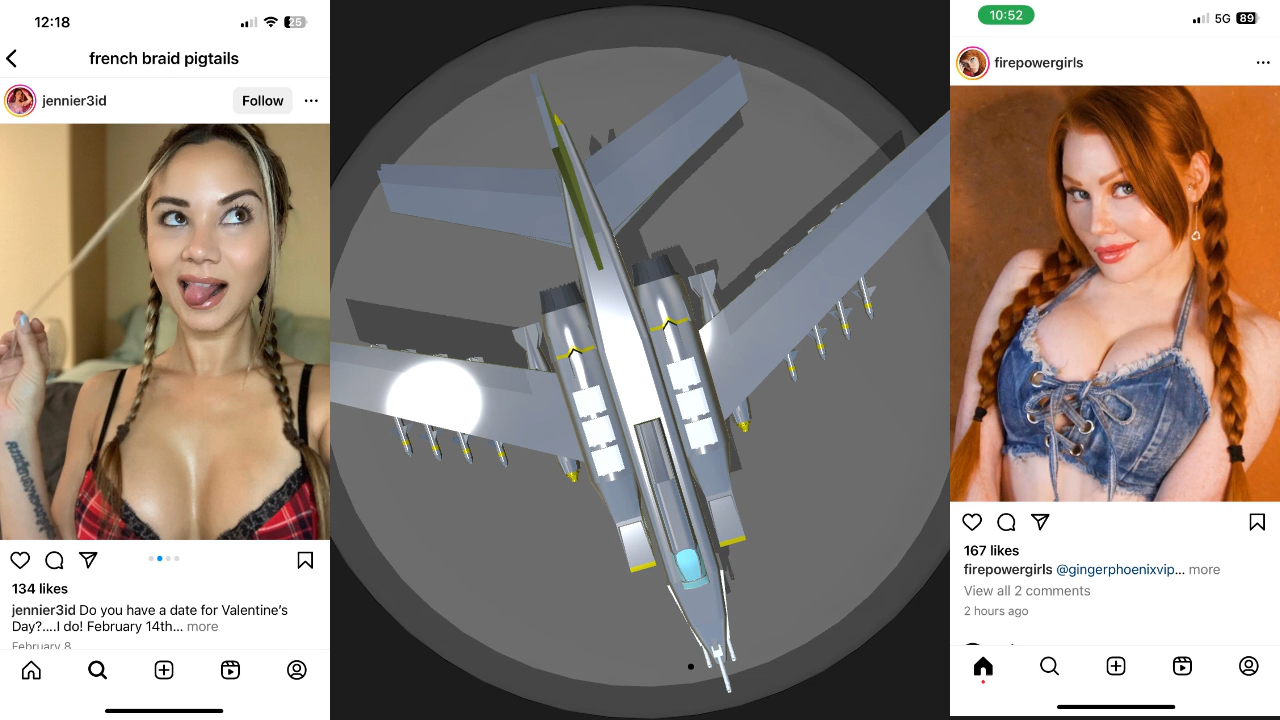 12:18
25
french braid pigtails
jennier3id
Follow
134 likes
jennier3id Do you have a date for Valentine's
Day?....I do! February 14th... more
February 8
10:52
5G 89
firepowergirls
167 likes
firepowergirls @gingerphoenixvip... more
View all 2 comments
2 hours ago